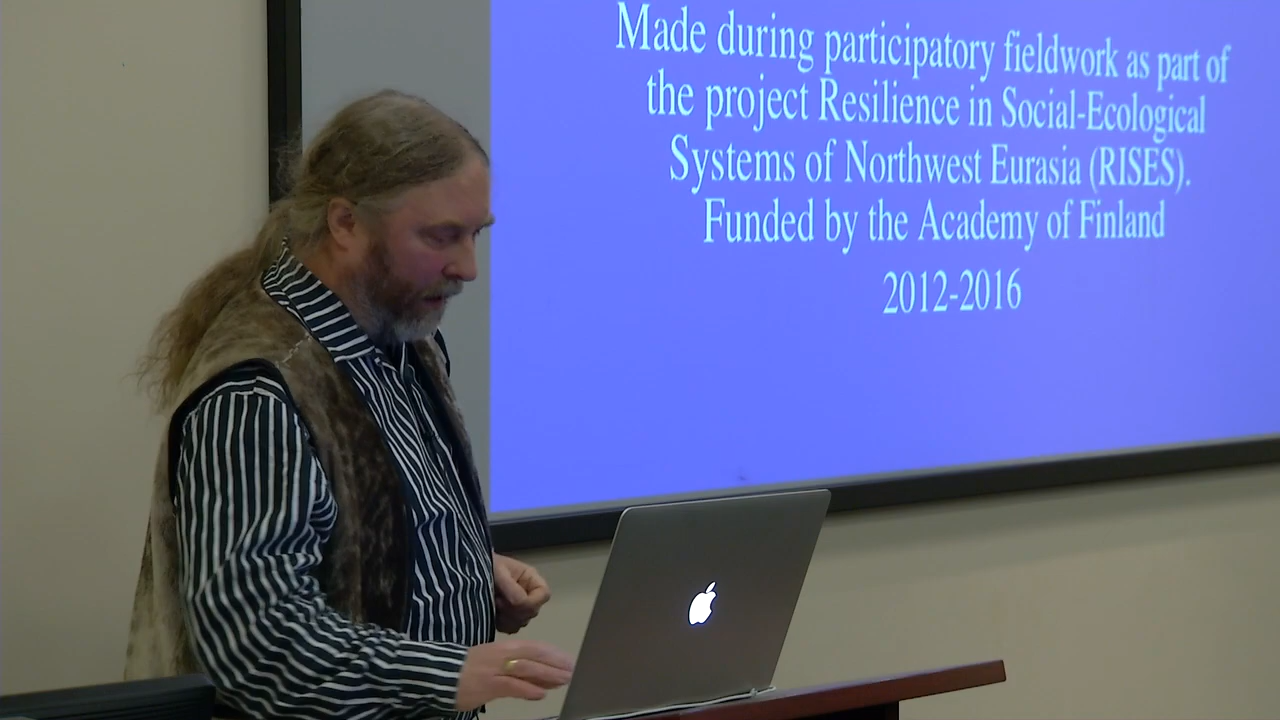 Made during participatory fieldwork as part of
the project Resilience in Social-Ecological
Systems of Northwest Eurasia (RISES).
Funded by the Academy of Finland
2012-2016